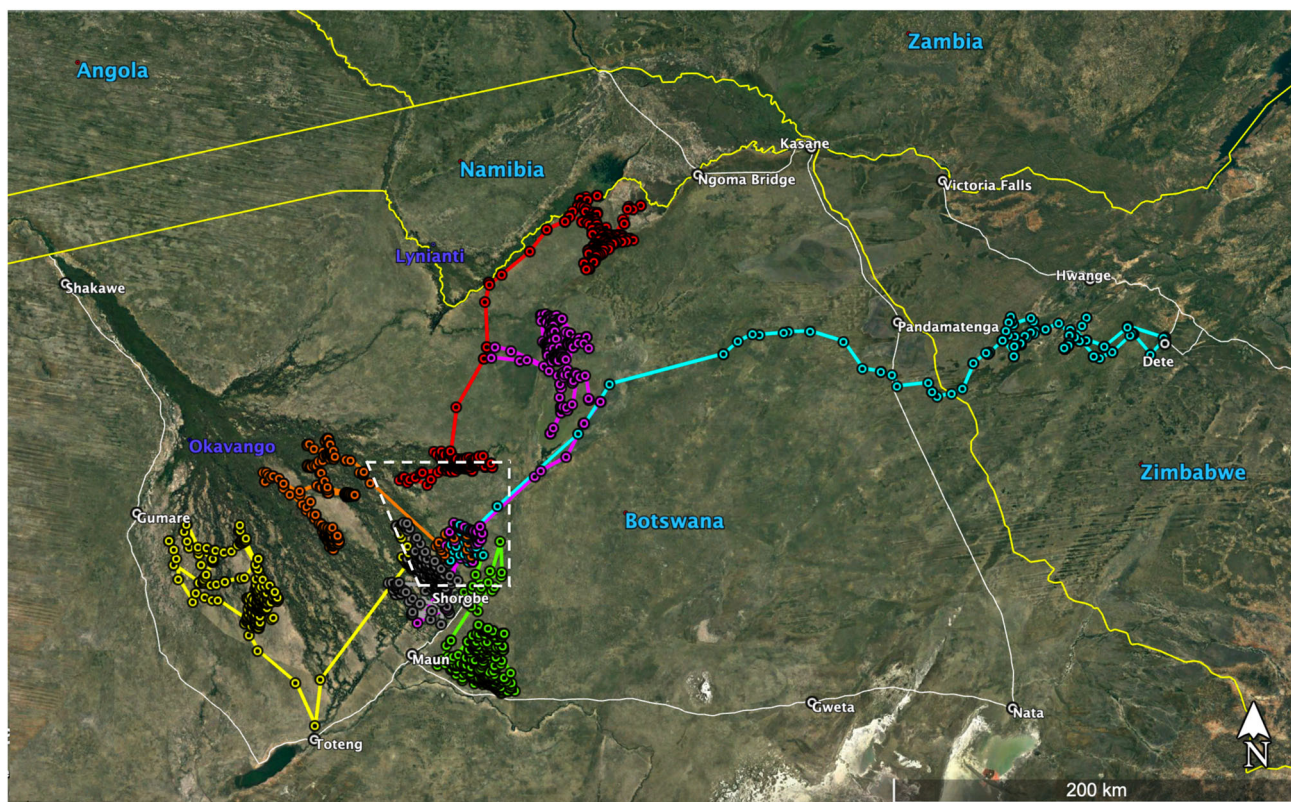 Zambia
Angola
Kasane
Namibia
Ngoma Bridge
Victoria Falls
Lynianti
Hwange
Shakawe
Pandamatenga
Dete
Okavango
Zimbabwe
Gumare
Botswana
Shorobe
Maun
Gweta
Nata
Toteng
N
200 km